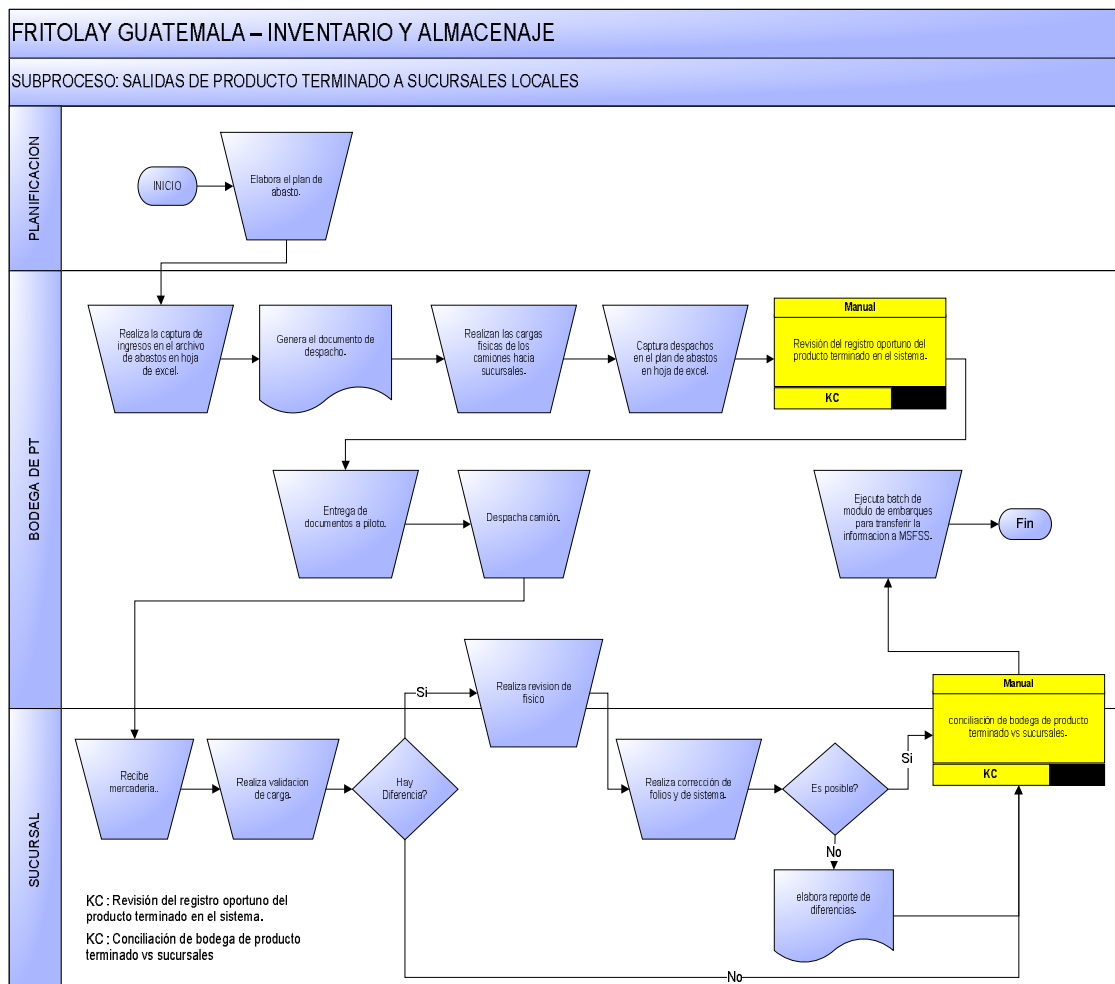 FRITOLAY GUATEMALA – INVENTARIO Y ALMACENAJE
SUBPROCESO: SALIDAS DE PRODUCTO TERMINADO A SUCURSALES LOCALES
PLANIFICACION
INICIO
Elabora el plan de
abasto.
BODEGA DE PT
Realiza la captura de
ingresos en el archivo
de abastos en hoja
de excel.
Genera el documento de
despacho.
Realizan las cargas
fisicas de los
camiones hacia
sucursales.
Captura despachos
en el plan de abastos
en hoja de excel.
Manual
Revisión del registro oportuno del
producto terminado en el sistema.
KC
Entrega de
documentos a piloto.
Despacha camión.
Ejecuta batch de
modulo de embarques
para transferir la
informacion a MSFSS.
Fin
Si
Realiza revision de
fisico
Manual
conciliación de bodega de producto
terminado vs sucursales.
KC
SUCURSAL
Recibe
mercaderia..
Realiza validacion
de carga.
Hay
Diferencia?
Realiza corrección de
folios y de sistema.
Es posible?
Si
No
elabora reporte de
diferencias.
No
KC : Revisión del registro oportuno del
producto terminado en el sistema.
KC : Conciliación de bodega de producto
terminado vs sucursales